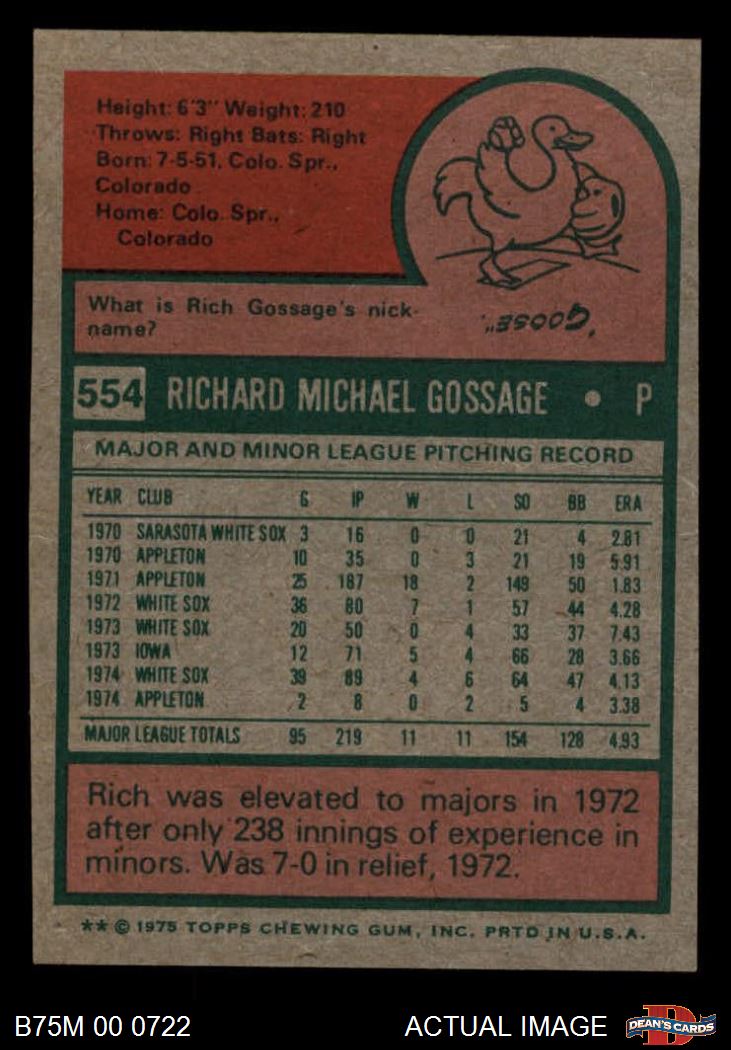 Height: 6'3" Weight: 210
Throws: Right Bats: Right
Born: 7-5-51, Colo. Spr.,
Colorado
Home: Colo. Spr.,
Colorado
What is Rich Gossage's nick-
name?
"Goose".
554 RICHARD MICHAEL GOSSAGE • P
MAJOR AND MINOR LEAGUE PITCHING RECORD
YEAR CLUB G IP W L SO BB ERA
1970 SARASOTA WHITE SOX 3 16 0 0 21 4 2.81
1970 APPLETON 10 35 0 3 21 19 5.91
1971 APPLETON 25 187 18 2 149 50 1.83
1972 WHITE SOX 36 80 7 1 57 44 4.28
1973 WHITE SOX 20 50 0 4 33 37 7.43
1973 IOWA 12 71 5 4 66 28 3.66
1974 WHITE SOX 39 89 4 6 64 47 4.13
1974 APPLETON 2 8 0 2 5 4 3.38
MAJOR LEAGUE TOTALS 95 219 11 11 154 128 4.93
Rich was elevated to majors in 1972
after only 238 innings of experience in
minors. Was 7-0 in relief, 1972.
** © 1975 TOPPS CHEWING GUM, INC. PRTD IN U.S.A.
B75M 00 0722 ACTUAL IMAGE DEAN'S CARDS